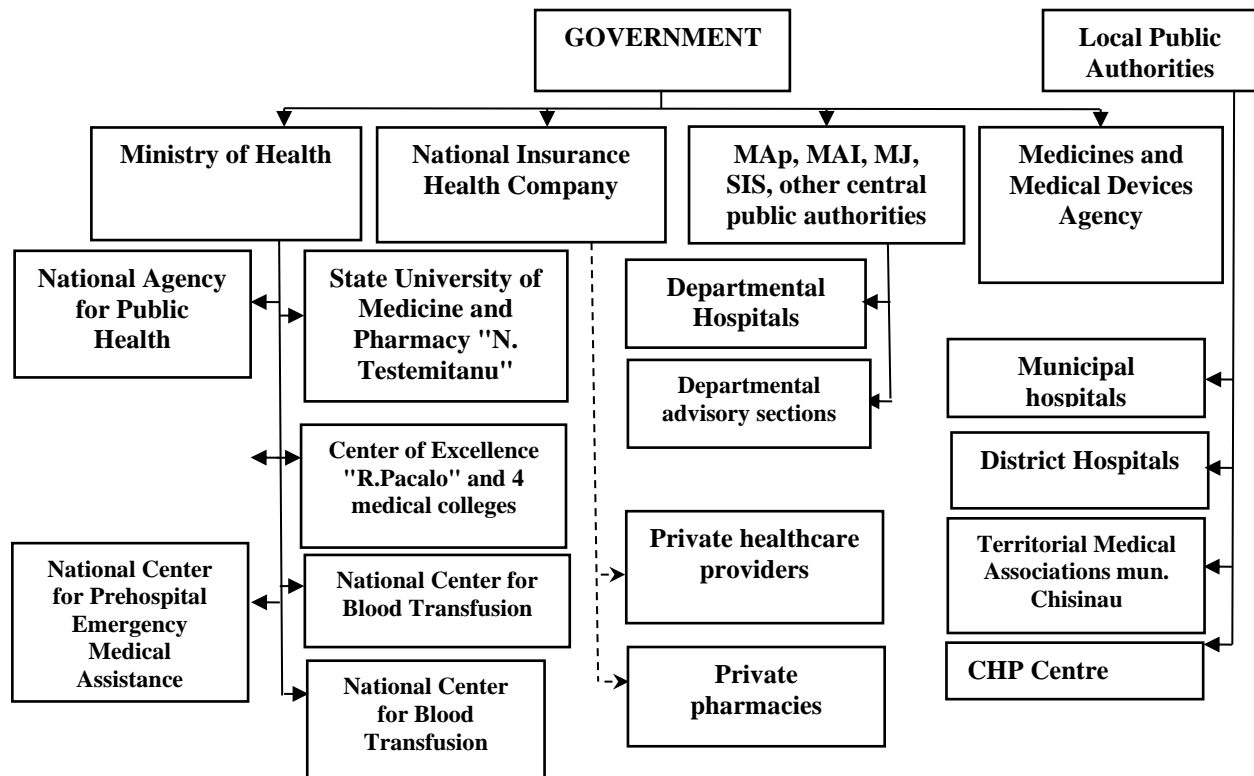 GOVERNMENT
Local Public
Authorities
Ministry of Health
National Insurance
Health Company
MAp, MAI, MJ,
SIS, other central
public authorities
Medicines and
Medical Devices
Agency
National Agency
for Public
Health
State University of
Medicine and
Pharmacy "N.
Testemitanu"
Departmental
Hospitals
Departmental
advisory sections
Municipal
hospitals
Center of Excellence
"R.Pacalo" and 4
medical colleges
District Hospitals
National Center
for Prehospital
Emergency
Medical
Assistance
National Center for
Blood Transfusion
Private healthcare
providers
Territorial Medical
Associations mun.
Chisinau
National Center
for Blood
Transfusion
Private
pharmacies
CHP Centre